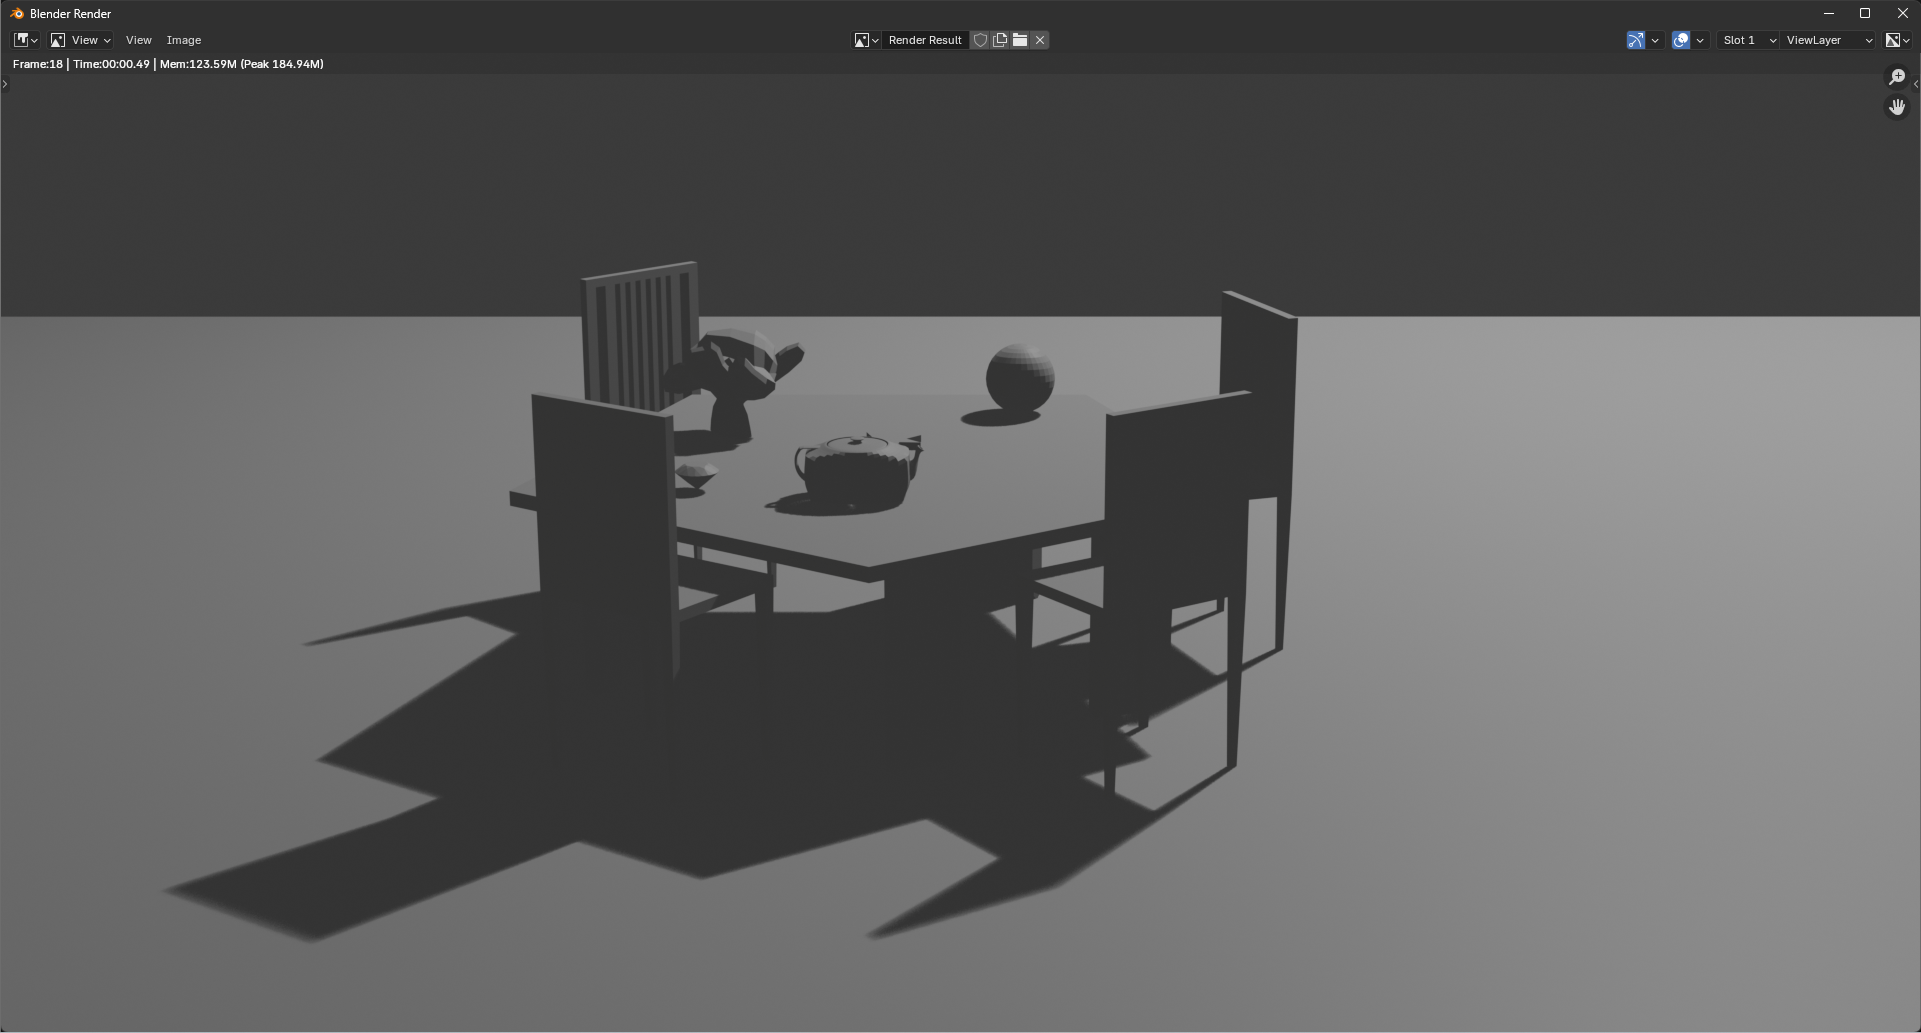 Blender Render
View View Image Render Result Slot 1 ViewLayer
Frame:18 | Time:00:00.49 | Mem:123.59M (Peak 184.94M)